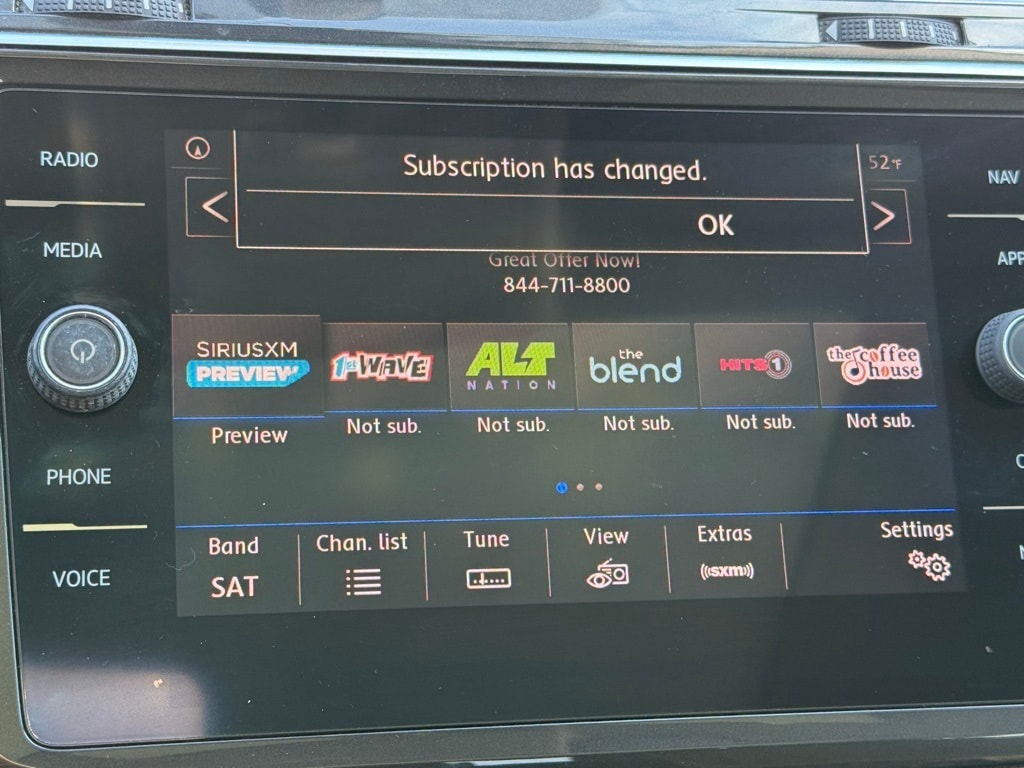 RADIO
MEDIA
PHONE
VOICE
NAV
Subscription has changed.
OK
52°F
<
>
Great Offer Now!
844-711-8800
SIRIUSXM
PREVIEW
1st WAVE
ALT
NATION
the
blend
HITS 1
the coffee
house
Preview
Not sub.
Not sub.
Not sub.
Not sub.
Not sub.
Band
SAT
Chan. list
Tune
View
Extras
((sxm))
Settings